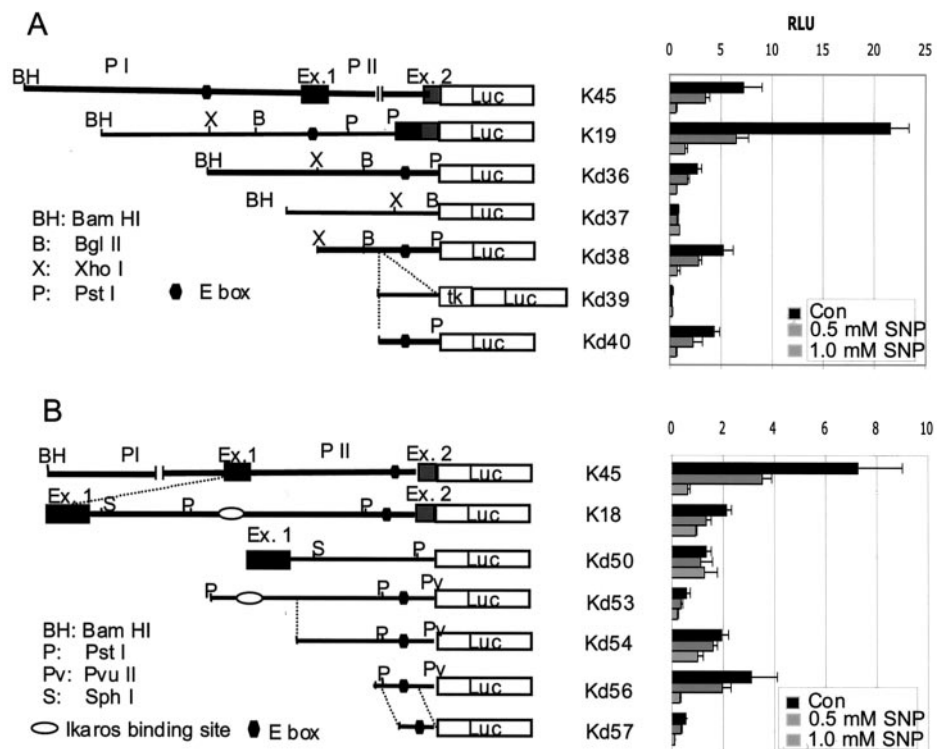 A
RLU
0 5 10 15 20 25
BH P I Ex.1 P II Ex. 2 Luc K45
BH X B P P Luc K19
BH X B P Luc Kd36
BH X B Luc Kd37
X B P Luc Kd38
tk Luc Kd39
P Luc Kd40
BH: Bam HI
B: Bgl II
X: Xho I
P: Pst I
E box
Con
0.5 mM SNP
1.0 mM SNP
B
0 2 4 6 8 10
BH PI Ex.1 P II Ex. 2 Luc K45
Ex. 1 S P P Ex. 2 Luc K18
Ex. 1 S P Luc Kd50
P P Pv Luc Kd53
P Pv Luc Kd54
P Pv Luc Kd56
Luc Kd57
BH: Bam HI
P: Pst I
Pv: Pvu II
S: Sph I
Ikaros binding site E box
Con
0.5 mM SNP
1.0 mM SNP